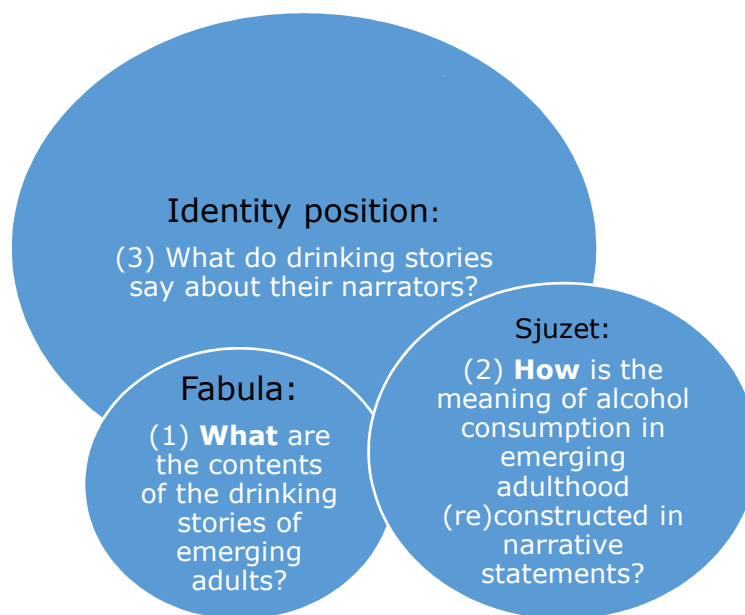 Identity position:
(3) What do drinking stories
say about their narrators?
Sjuzet:
(2) How is the
meaning of alcohol
consumption in
emerging
adulthood
(re)constructed in
narrative
statements?
Fabula:
(1) What are
the contents
of the drinking
stories of
emerging
adults?